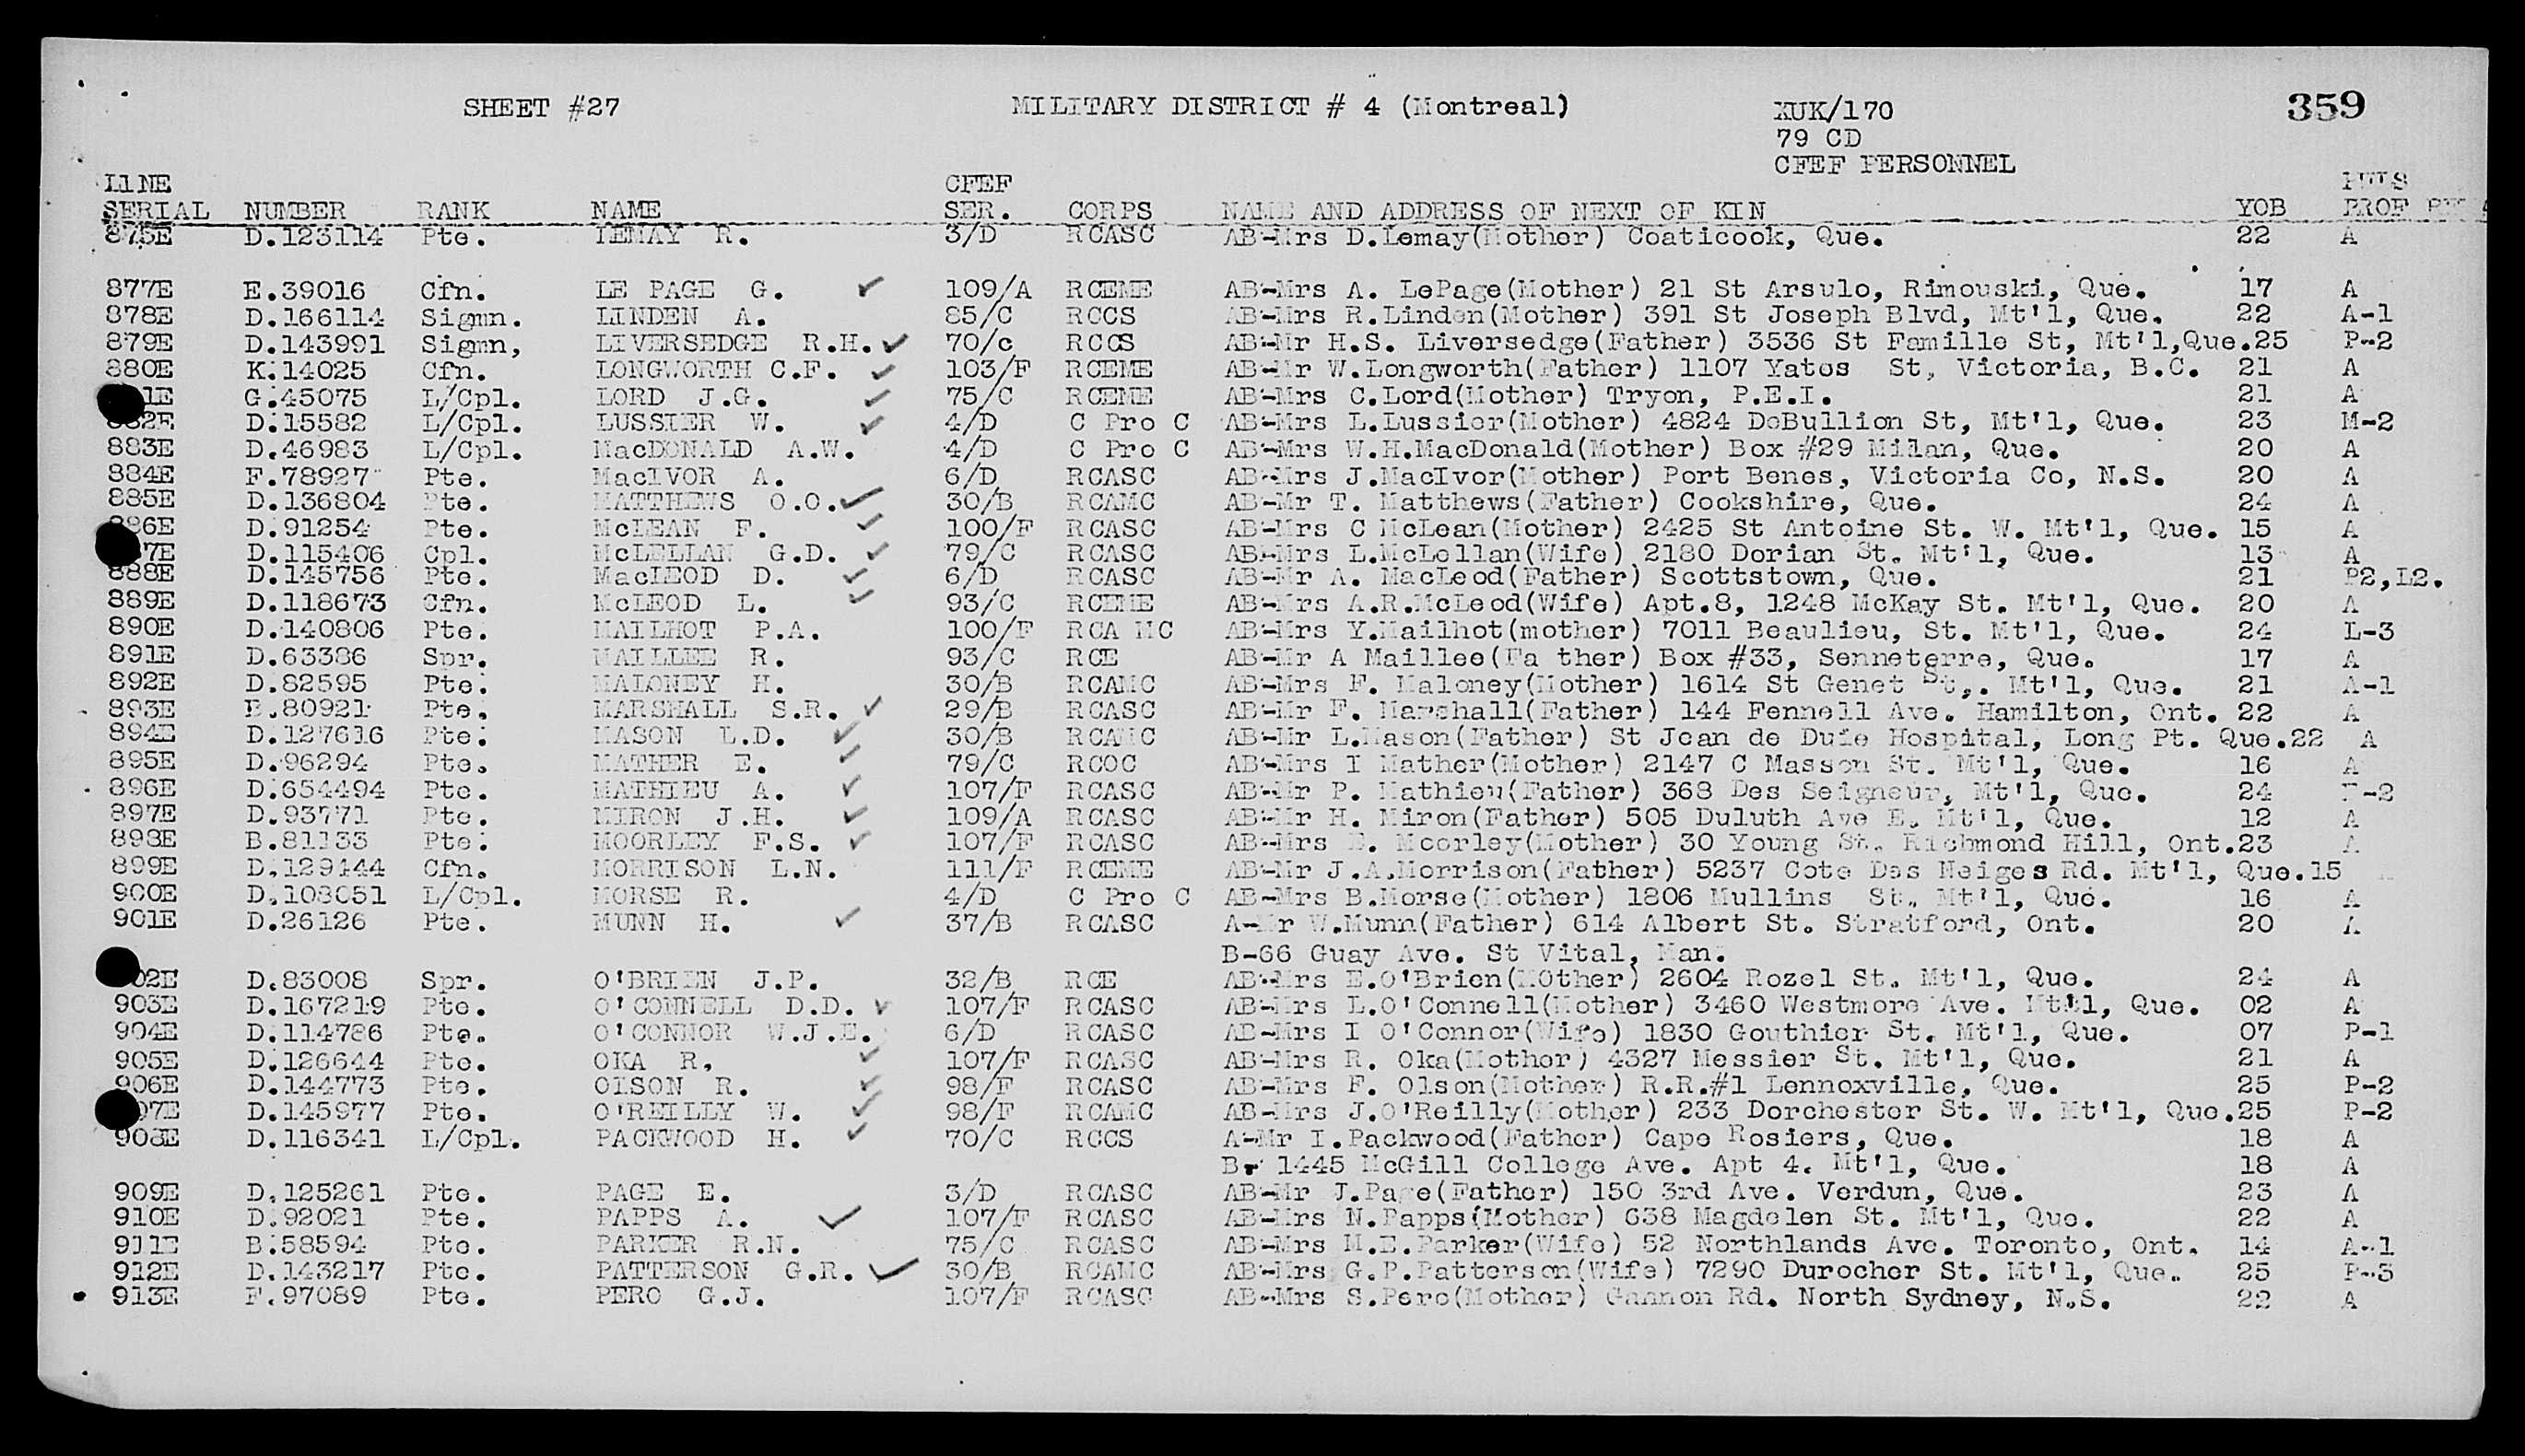 SHEET #27 MILITARY DISTRICT # 4 (Montreal) XUK/170 359
79 CD
CFEF PERSONNEL
LINE CFEF
SERIAL NUMBER RANK NAME SER. CORPS NAME AND ADDRESS OF NEXT OF KIN YOB PROF
875E D.123114 Pte. LEMAY R. 3/D RCASC AB-Mrs D.Lemay(Mother) Coaticook, Que. 22 A
877E E.39016 Cfn. LE PAGE G. 109/A RCEME AB-Mrs A. LePage(Mother) 21 St Arsulo, Rimouski, Que. 17 A
878E D.166114 Sigmn. LINDEN A. 85/C RCCS AB-Mrs R.Linden(Mother) 391 St Joseph Blvd, Mt'l, Que. 22 A-1
879E D.143991 Sigmn, LIVERSEDGE R.H. 70/c RCCS AB-Mr H.S. Liversedge(Father) 3536 St Famille St, Mt'l,Que.25 P-2
880E K.14025 Cfn. LONGWORTH C.F. 103/F RCEME AB-Mr W.Longworth(Father) 1107 Yates St, Victoria, B.C. 21 A
1E G.45075 L/Cpl. LORD J.G. 75/C RCEME AB-Mrs C.Lord(Mother) Tryon, P.E.I. 21 A
882E D.15582 L/Cpl. LUSSIER W. 4/D C Pro C AB-Mrs L.Lussier(Mother) 4824 DeBullion St, Mt'l, Que. 23 M-2
883E D.46983 L/Cpl. MacDONALD A.W. 4/D C Pro C AB-Mrs W.H.MacDonald(Mother) Box #29 Milan, Que. 20 A
884E F.78927 Pte. MacIVOR A. 6/D RCASC AB-Mrs J.MacIvor(Mother) Port Benes, Victoria Co, N.S. 20 A
885E D.136804 Pte. MATTHEWS O.O. 30/B RCAMC AB-Mr T. Matthews(Father) Cookshire, Que. 24 A
886E D.91254 Pte. McLEAN F. 100/F RCASC AB-Mrs C McLean(Mother) 2425 St Antoine St. W. Mt'l, Que. 15 A
7E D.115406 Cpl. McLELLAN G.D. 79/C RCASC AB-Mrs L.McLellan(Wife) 2180 Dorian St. Mt'l, Que. 13 A
888E D.145756 Pte. MacLEOD D. 6/D RCASC AB-Mr A. MacLeod(Father) Scottstown, Que. 21 P2,L2.
889E D.118673 Cfn. McLEOD L. 93/C RCEME AB-Mrs A.R.McLeod(Wife) Apt.8, 1248 McKay St. Mt'l, Que. 20 A
890E D.140806 Pte. MAILHOT P.A. 100/F RCA MC AB-Mrs Y.Mailhot(mother) 7011 Beaulieu, St. Mt'l, Que. 24 L-3
891E D.63386 Spr. MAILLEE R. 93/C RCE AB-Mr A Maillee(Fa ther) Box #33, Senneterre, Que. 17 A
892E D.82595 Pte. MALONEY H. 30/B RCAMC AB-Mrs F. Maloney(Mother) 1614 St Genet St,. Mt'l, Que. 21 A-1
893E B.80921 Pte. MARSHALL S.R. 29/B RCASC AB-Mr F. Marshall(Father) 144 Fennell Ave. Hamilton, Ont. 22 A
894E D.127616 Pte. MASON L.D. 30/B RCAMC AB-Mr L.Mason(Father) St Jean de Duie Hospital, Long Pt. Que.22 A
895E D.96294 Pte. MATHER E. 79/C RCOC AB-Mrs I Mather(Mother) 2147 C Masson St. Mt'l, Que. 16 A
896E D.654494 Pte. MATHIEU A. 107/F RCASC AB-Mr P. Mathieu(Father) 368 Des Seigneur, Mt'l, Que. 24
897E D.93771 Pte. MIRON J.H. 109/A RCASC AB-Mr H. Miron(Father) 505 Duluth Ave E. Mt'l, Que. 12 A
898E B.81133 Pte. MOORLEY F.S. 107/F RCASC AB-Mrs Moorley(Mother) 30 Young St. Richmond Hill, Ont.23 A
899E D.129444 Cfn. MORRISON L.N. 111/F RCEME AB-Mr J.A.Morrison(Father) 5237 Cote Des Neiges Rd. Mt'l, Que.15
900E D.108051 L/Cpl. MORSE R. 4/D C Pro C AB-Mrs B.Morse(Mother) 1806 Mullins St. Mt'l, Que. 16 A
901E D.26126 Pte. MUNN H. 37/B RCASC A-Mr W.Munn(Father) 614 Albert St. Stratford, Ont. 20 A
B-66 Guay Ave. St Vital, Man.
02E D.83008 Spr. O'BRIEN J.P. 32/B RCE AB-Mrs E.O'Brien(MOther) 2604 Rozel St. Mt'l, Que. 24 A
903E D.167219 Pte. O'CONNELL D.D. 107/F RCASC AB-Mrs L.O'Connell(Mother) 3460 Westmore Ave. Mt'l, Que. 02 A
904E D.114786 Pte. O'CONNOR W.J.E. 6/D RCASC AB-Mrs I O'Connor(Wife) 1830 Gouthier St. Mt'l, Que. 07 P-1
905E D.126644 Pte. OKA R, 107/F RCASC AB-Mrs R. Oka(Mother) 4327 Messier St. Mt'l, Que. 21 A
906E D.144773 Pte. OLSON R. 98/F RCASC AB-Mrs F. Olson(Mother) R.R.#1 Lennoxville, Que. 25 P-2
07E D.145977 Pte. O'REILLY W. 98/F RCAMC AB-Mrs J.O'Reilly(Mother) 233 Dorchester St. W. Mt'l, Que.25 P-2
908E D.116341 L/Cpl. PACKWOOD H. 70/C RCCS A-Mr I.Packwood(Father) Cape Rosiers, Que. 18 A
B- 1445 McGill College Ave. Apt 4. Mt'l, Que. 18 A
909E D.125261 Pte. PAGE E. 3/D RCASC AB-Mr J.Page(Father) 150 3rd Ave. Verdun, Que. 23 A
910E D.92021 Pte. PAPPS A. 107/F RCASC AB-Mrs N.Papps(Mother) 638 Magdelen St. Mt'l, Que. 22 A
911E B.58594 Pte. PARKER R.N. 75/C RCASC AB-Mrs M.E.Parker(Wife) 52 Northlands Ave. Toronto, Ont. 14 A-1
912E D.143217 Pte. PATTERSON G.R. 30/B RCAMC AB-Mrs G.P.Patterson(Wife) 7290 Durocher St. Mt'l, Que. 25 P-3
913E F.97089 Pte. PERO G.J. 107/F RCASC AB-Mrs S.Pero(Mother) Gannon Rd. North Sydney, N.S. 22 A